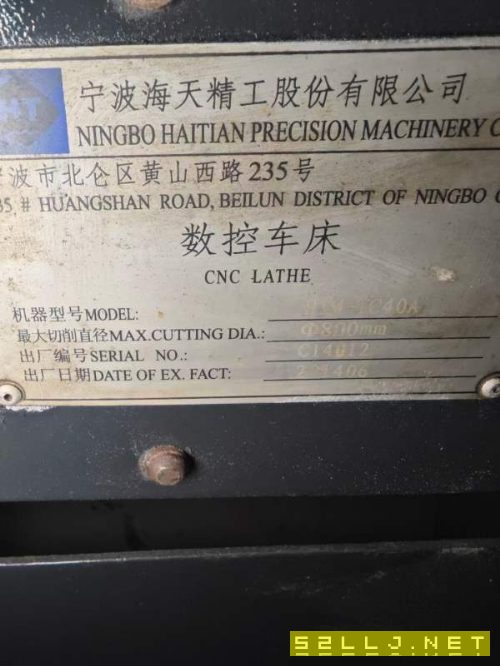 HT
宁波海天精工股份有限公司
NINGBO HAITIAN PRECISION MACHINERY C
波市北仑区黄山西路235号
35, # HUANGSHAN ROAD, BEILUN DISTRICT OF NINGBO C
数控车床
CNC LATHE
机器型号MODEL:
最大切削直径MAX.CUTTING DIA.: Φ800mm
出厂编号SERIAL NO.: C14012
出厂日期DATE OF EX. FACT: 201406
52LLJ.NET